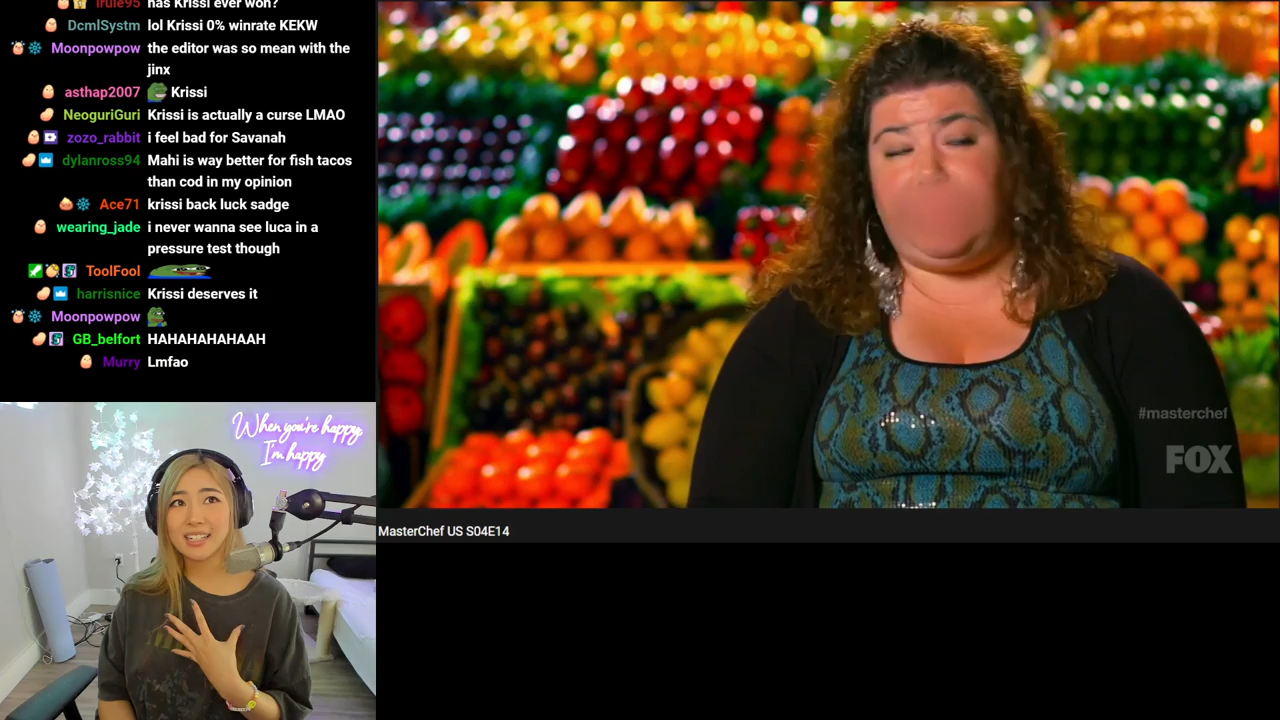 Irule95 has Krissi ever won?
DcmlSystm lol Krissi 0% winrate KEKW
Moonpowpow the editor was so mean with the
jinx
asthap2007 Krissi
NeoguriGuri Krissi is actually a curse LMAO
zozo_rabbit i feel bad for Savanah
dylanross94 Mahi is way better for fish tacos
than cod in my opinion
Ace71 krissi back luck sadge
wearing_jade i never wanna see luca in a
pressure test though
ToolFool
harrisnice Krissi deserves it
Moonpowpow
GB_belfort HAHAHAHAHAAH
Murry Lmfao
When you're happy,
I'm happy
#masterchef
FOX
MasterChef US S04E14